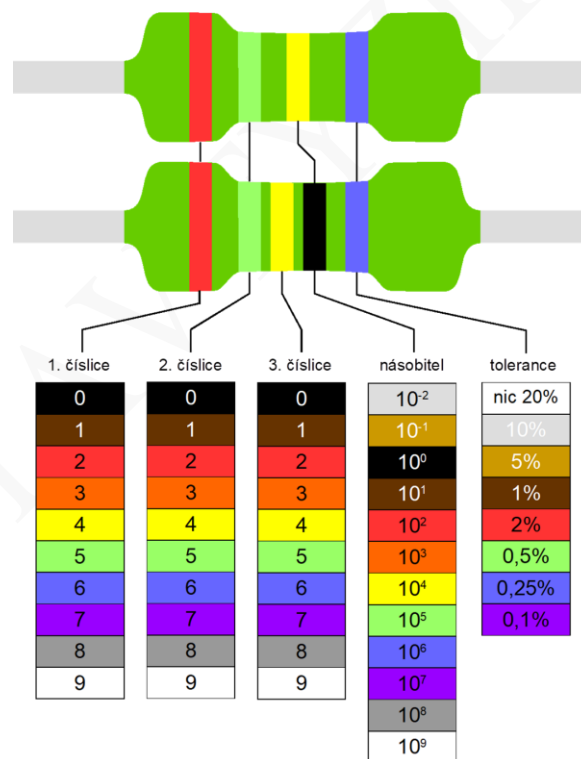 1. číslice 2. číslice 3. číslice násobitel tolerance
0 0 0 10⁻² nic 20%
1 1 1 10⁻¹ 10%
2 2 2 10⁰ 5%
3 3 3 10¹ 1%
4 4 4 10² 2%
5 5 5 10³ 0,5%
6 6 6 10⁴ 0,25%
7 7 7 10⁵ 0,1%
8 8 8 10⁶
9 9 9 10⁷
10⁸
10⁹